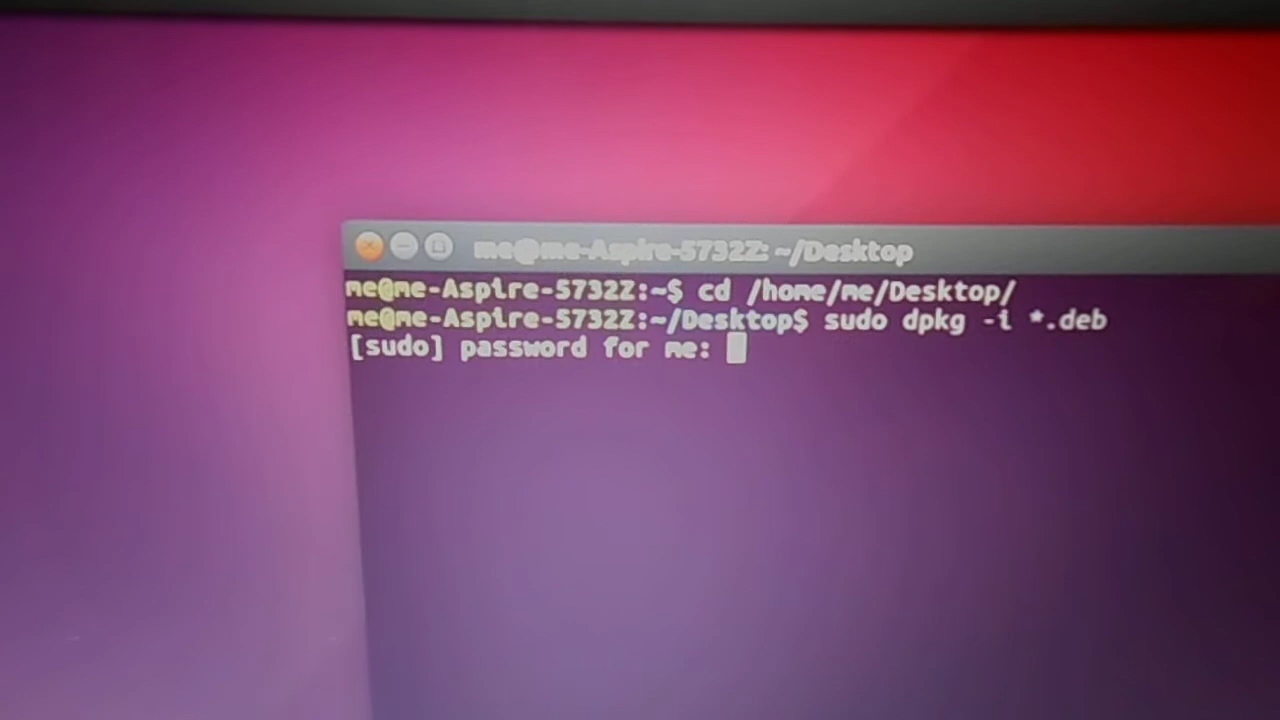 me@me-Aspire-5732Z: ~/Desktop
me@me-Aspire-5732Z:~$ cd /home/me/Desktop/
me@me-Aspire-5732Z:~/Desktop$ sudo dpkg -i *.deb
[sudo] password for me: